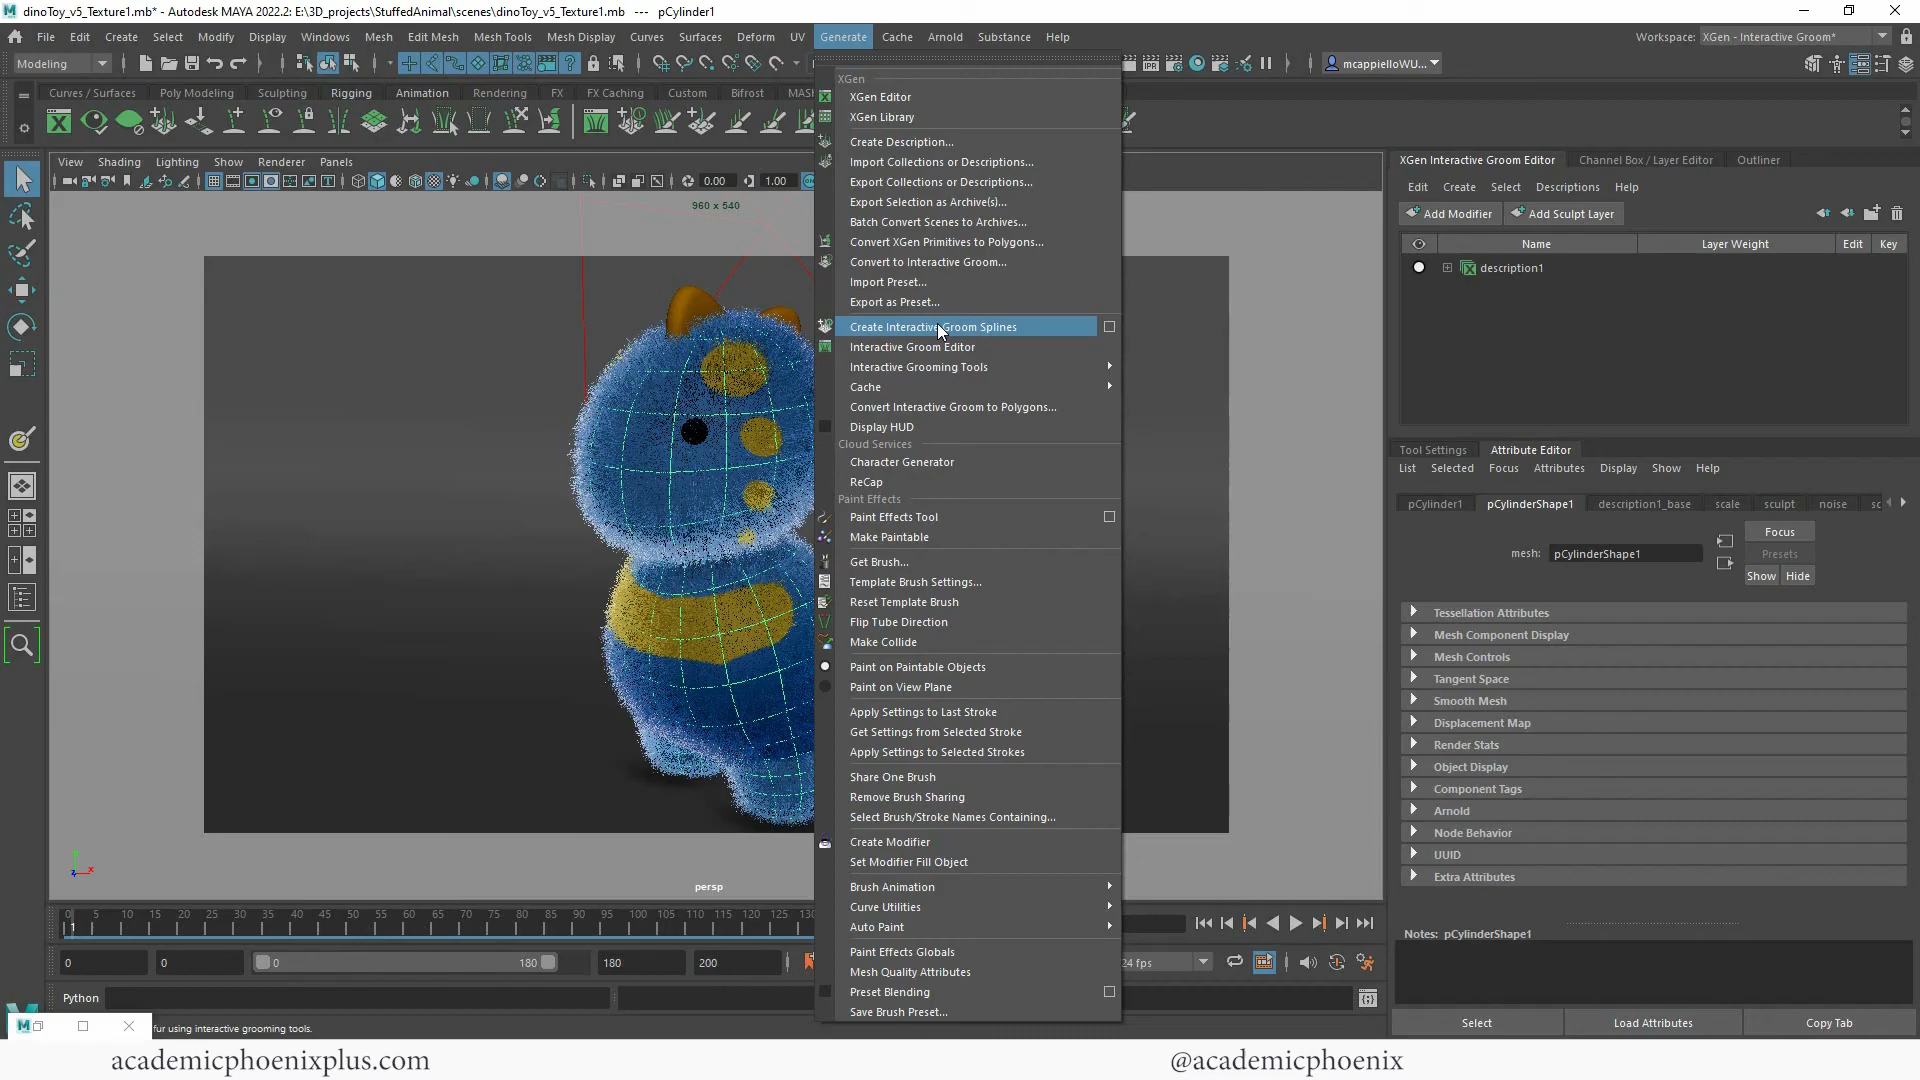 dinoToy_v5_Texture1.mb* - Autodesk MAYA 2022.2: E:\3D_projects\StuffedAnimal\scenes\dinoToy_v5_Texture1.mb --- pCylinder1
File Edit Create Select Modify Display Windows Mesh Edit Mesh Mesh Tools Mesh Display Curves Surfaces Deform UV Generate Cache Arnold Substance Help
Workspace: XGen - Interactive Groom*
Modeling
mcappielloWU...
Curves / Surfaces Poly Modeling Sculpting Rigging Animation Rendering FX FX Caching Custom Bifrost
View Shading Lighting Show Renderer Panels
0.00 1.00
960 x 540
persp
XGen
XGen Editor
XGen Library
Create Description...
Import Collections or Descriptions...
Export Collections or Descriptions...
Export Selection as Archive(s)...
Batch Convert Scenes to Archives...
Convert XGen Primitives to Polygons...
Convert to Interactive Groom...
Import Preset...
Export as Preset...
Create Interactive Groom Splines
Interactive Groom Editor
Interactive Grooming Tools
Cache
Convert Interactive Groom to Polygons...
Display HUD
Cloud Services
Character Generator
ReCap
Paint Effects
Paint Effects Tool
Make Paintable
Get Brush...
Template Brush Settings...
Reset Template Brush
Flip Tube Direction
Make Collide
Paint on Paintable Objects
Paint on View Plane
Apply Settings to Last Stroke
Get Settings from Selected Stroke
Apply Settings to Selected Strokes
Share One Brush
Remove Brush Sharing
Select Brush/Stroke Names Containing...
Create Modifier
Set Modifier Fill Object
Brush Animation
Curve Utilities
Auto Paint
Paint Effects Globals
Mesh Quality Attributes
Preset Blending
Save Brush Preset...
XGen Interactive Groom Editor Channel Box / Layer Editor Outliner
Edit Create Select Descriptions Help
Add Modifier Add Sculpt Layer
Name Layer Weight Edit Key
description1
Tool Settings Attribute Editor
List Selected Focus Attributes Display Show Help
pCylinder1 pCylinderShape1 description1_base scale sculpt noise
Focus
mesh: pCylinderShape1
Presets
Show Hide
Tessellation Attributes
Mesh Component Display
Mesh Controls
Tangent Space
Smooth Mesh
Displacement Map
Render Stats
Object Display
Component Tags
Arnold
Node Behavior
UUID
Extra Attributes
Notes: pCylinderShape1
Select Load Attributes Copy Tab
0 5 10 15 20 25 30 35 40 45 50 55 60 65 70 75 80 85 90 95 100 105 110 115 120
1
0 0 0 180 180 200
24 fps
Python
fur using interactive grooming tools.
academicphoenixplus.com
@academicphoenix